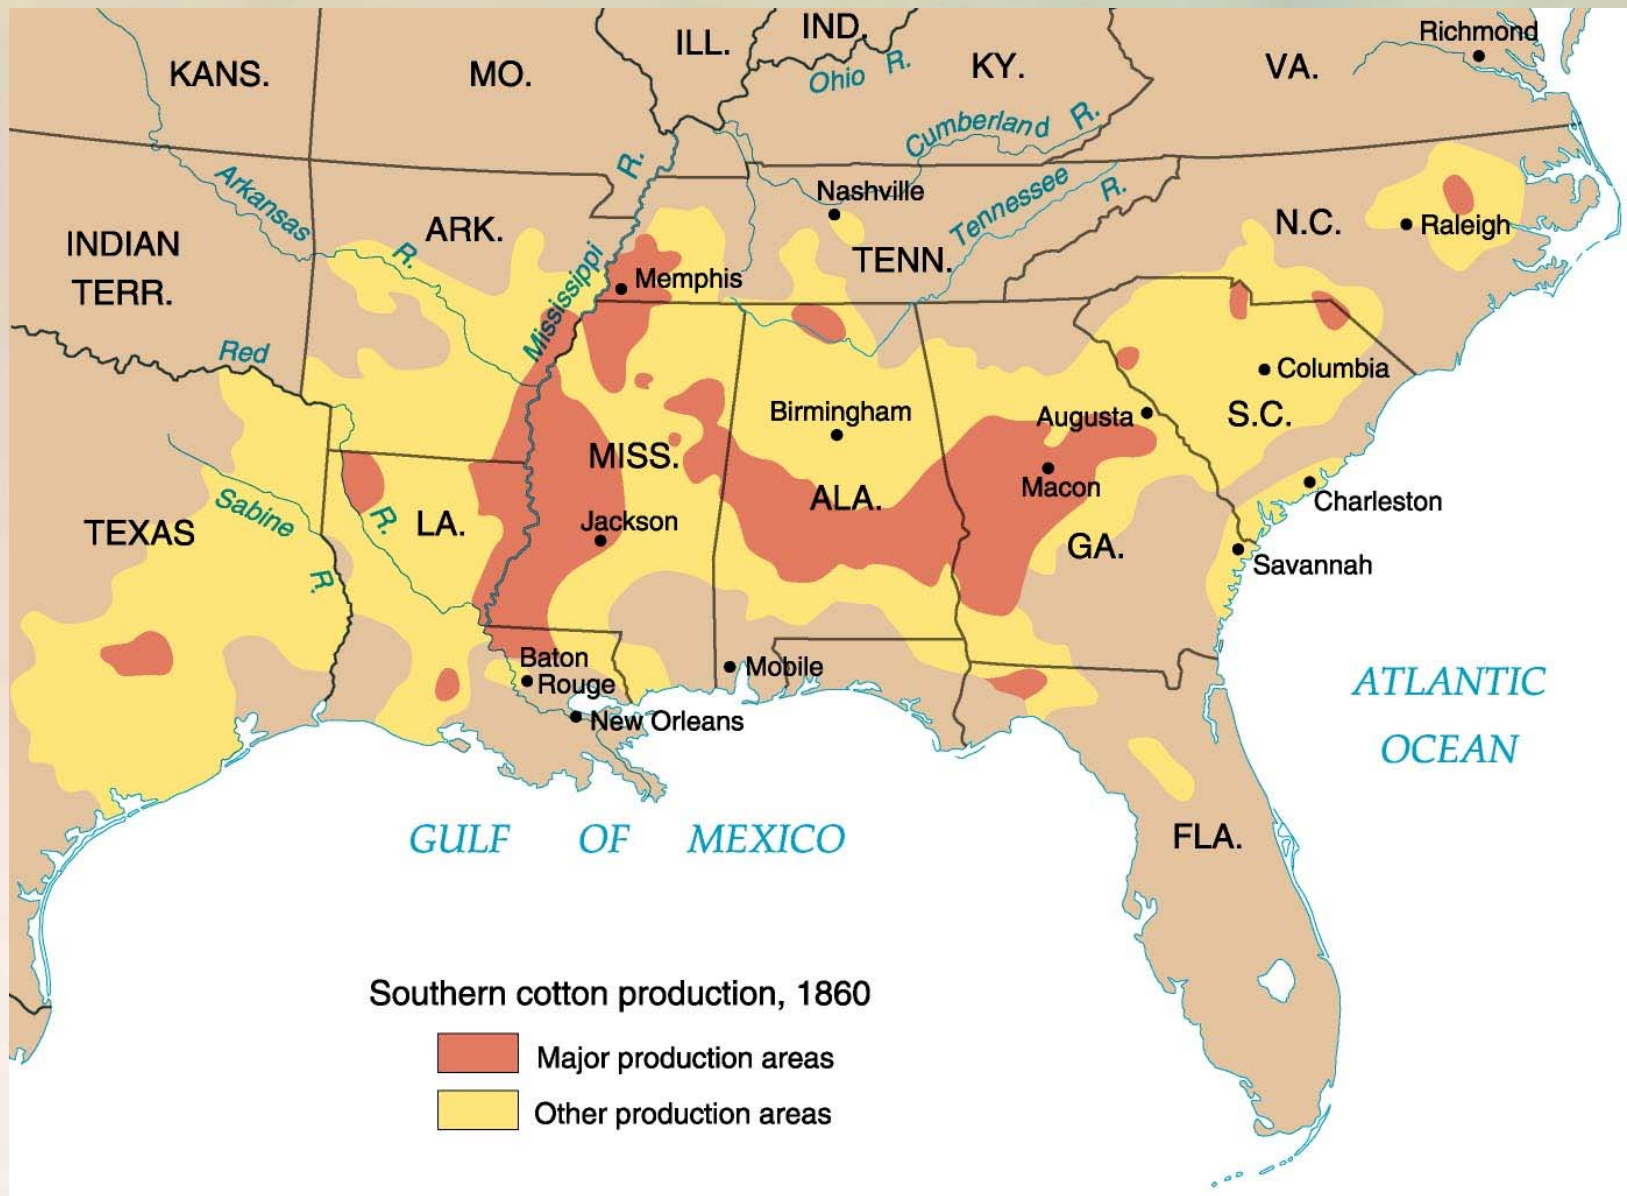 Richmond
KANS.
MO.
ILL.
IND.
Ohio R.
KY.
VA.
Cumberland R.
Arkansas R.
R.
Nashville
Tennessee R.
ARK.
N.C.
Raleigh
INDIAN
TERR.
TENN.
Mississippi
Memphis
Red
Columbia
Birmingham
Augusta
S.C.
MISS.
Macon
ALA.
Charleston
Sabine R.
R.
TEXAS
LA.
Jackson
GA.
Savannah
Baton
Rouge
Mobile
New Orleans
ATLANTIC
OCEAN
GULF OF MEXICO
FLA.
Southern cotton production, 1860
Major production areas
Other production areas